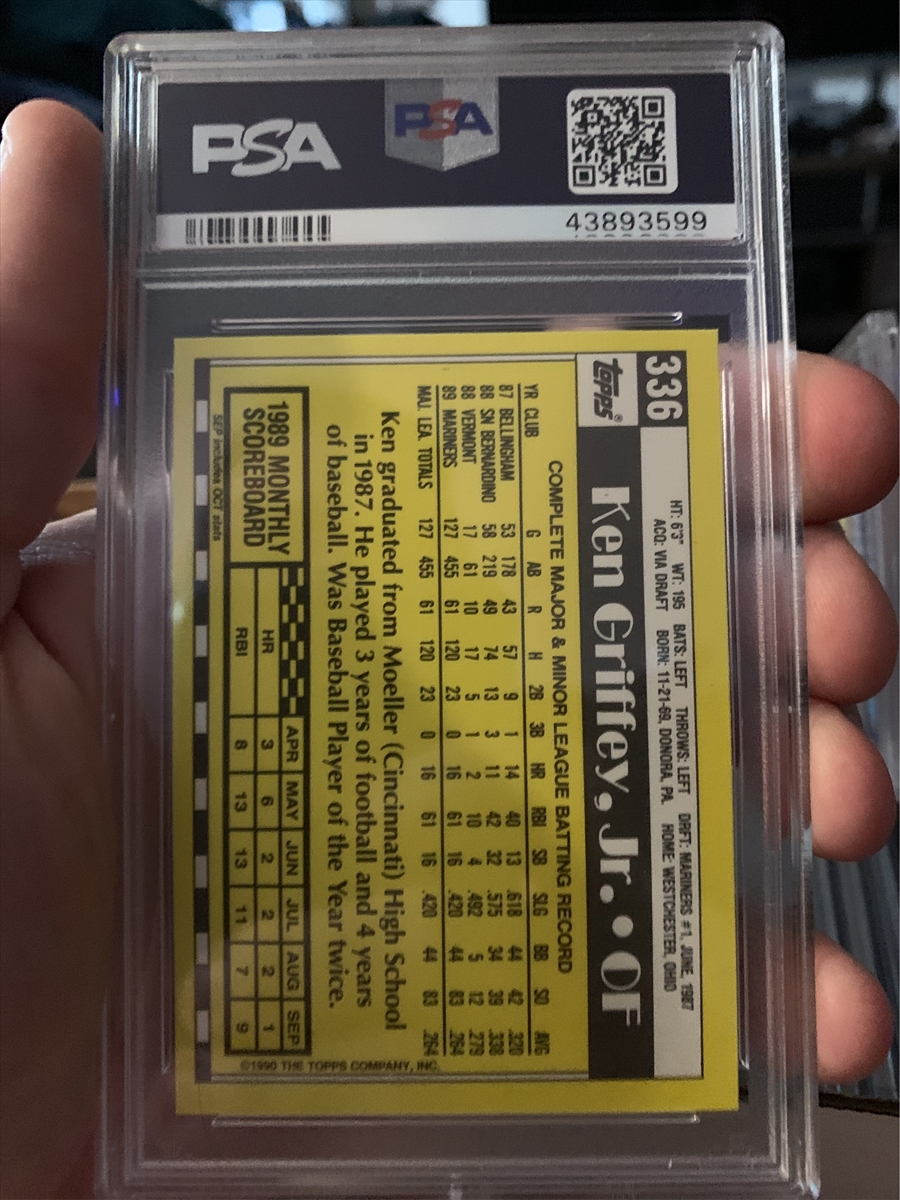 PSA
PSA
43893599
336
HT: 6'3" WT: 195 BATS: LEFT THROWS: LEFT DRFT: MARINERS #1, JUNE, 1987
ACQ: VIA DRAFT BORN: 11-21-69, DONORA, PA. HOME: WESTCHESTER, OHIO
topps® Ken Griffey, Jr. • OF
COMPLETE MAJOR & MINOR LEAGUE BATTING RECORD
YR CLUB G AB R H 2B 3B HR RBI SB SLG BB SO AVG
87 BELLINGHAM 53 178 43 57 9 1 14 40 13 .618 44 42 .320
88 SN BERNARDINO 58 219 49 74 13 3 11 42 32 .575 34 39 .338
88 VERMONT 17 61 10 17 5 1 2 10 4 .492 5 12 .279
89 MARINERS 127 455 61 120 23 0 16 61 16 .420 44 83 .264
MAJ. LEA. TOTALS 127 455 61 120 23 0 16 61 16 .420 44 83 .264
Ken graduated from Moeller (Cincinnati) High School
in 1987. He played 3 years of football and 4 years
of baseball. Was Baseball Player of the Year twice.
1989 MONTHLY
SCOREBOARD
APR MAY JUN JUL AUG SEP
HR 3 6 2 2 2 1
RBI 8 13 13 11 7 9
SEP includes OCT stats
©1990 THE TOPPS COMPANY, INC.